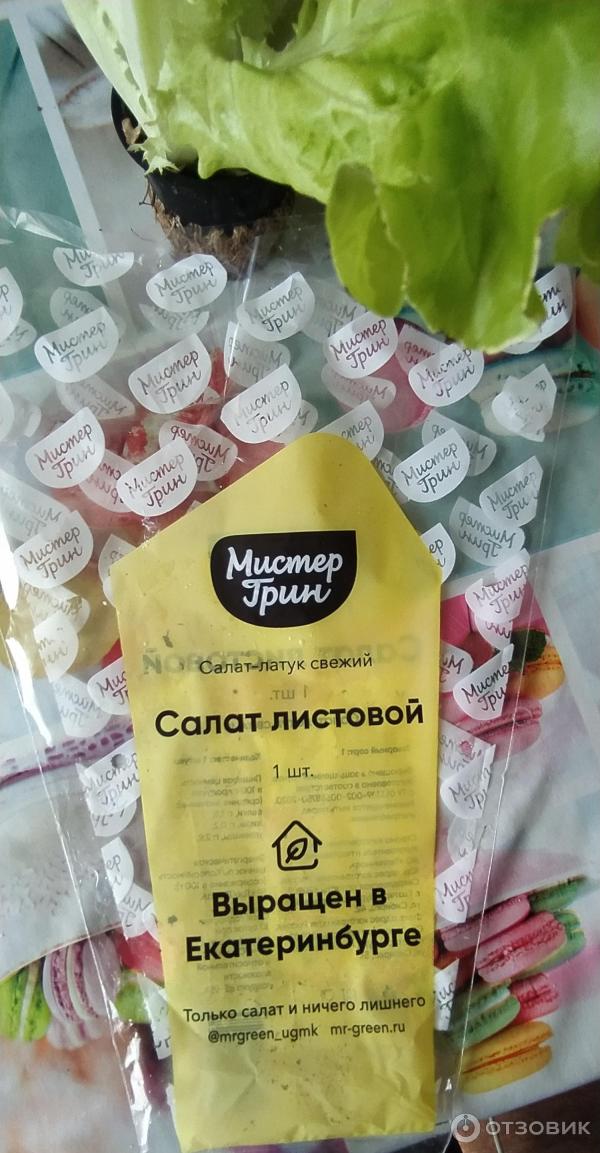 Мистер
Грин
Салат-латук свежий
Салат листовой
1 шт.
Выращен в
Екатеринбурге
Только салат и ничего лишнего
@mrgreen_ugmk mr-green.ru
ОТЗОВИК